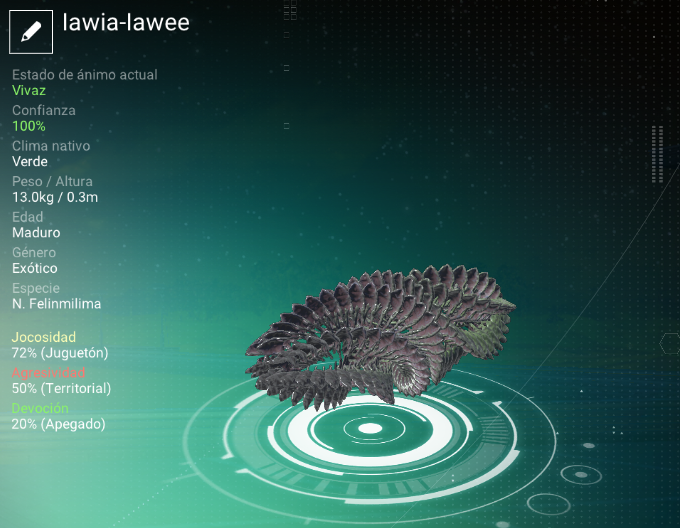 lawia-lawee
Estado de ánimo actual
Vivaz
Confianza
100%
Clima nativo
Verde
Peso / Altura
13.0kg / 0.3m
Edad
Maduro
Género
Exótico
Especie
N. Felinmilima
Jocosidad
72% (Juguetón)
Agresividad
50% (Territorial)
Devoción
20% (Apegado)